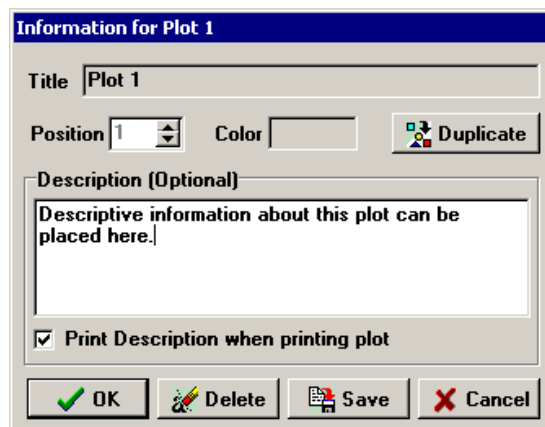 Information for Plot 1
Title Plot 1
Position 1 Color Duplicate
Description (Optional)
Descriptive information about this plot can be
placed here.
Print Description when printing plot
OK Delete Save Cancel